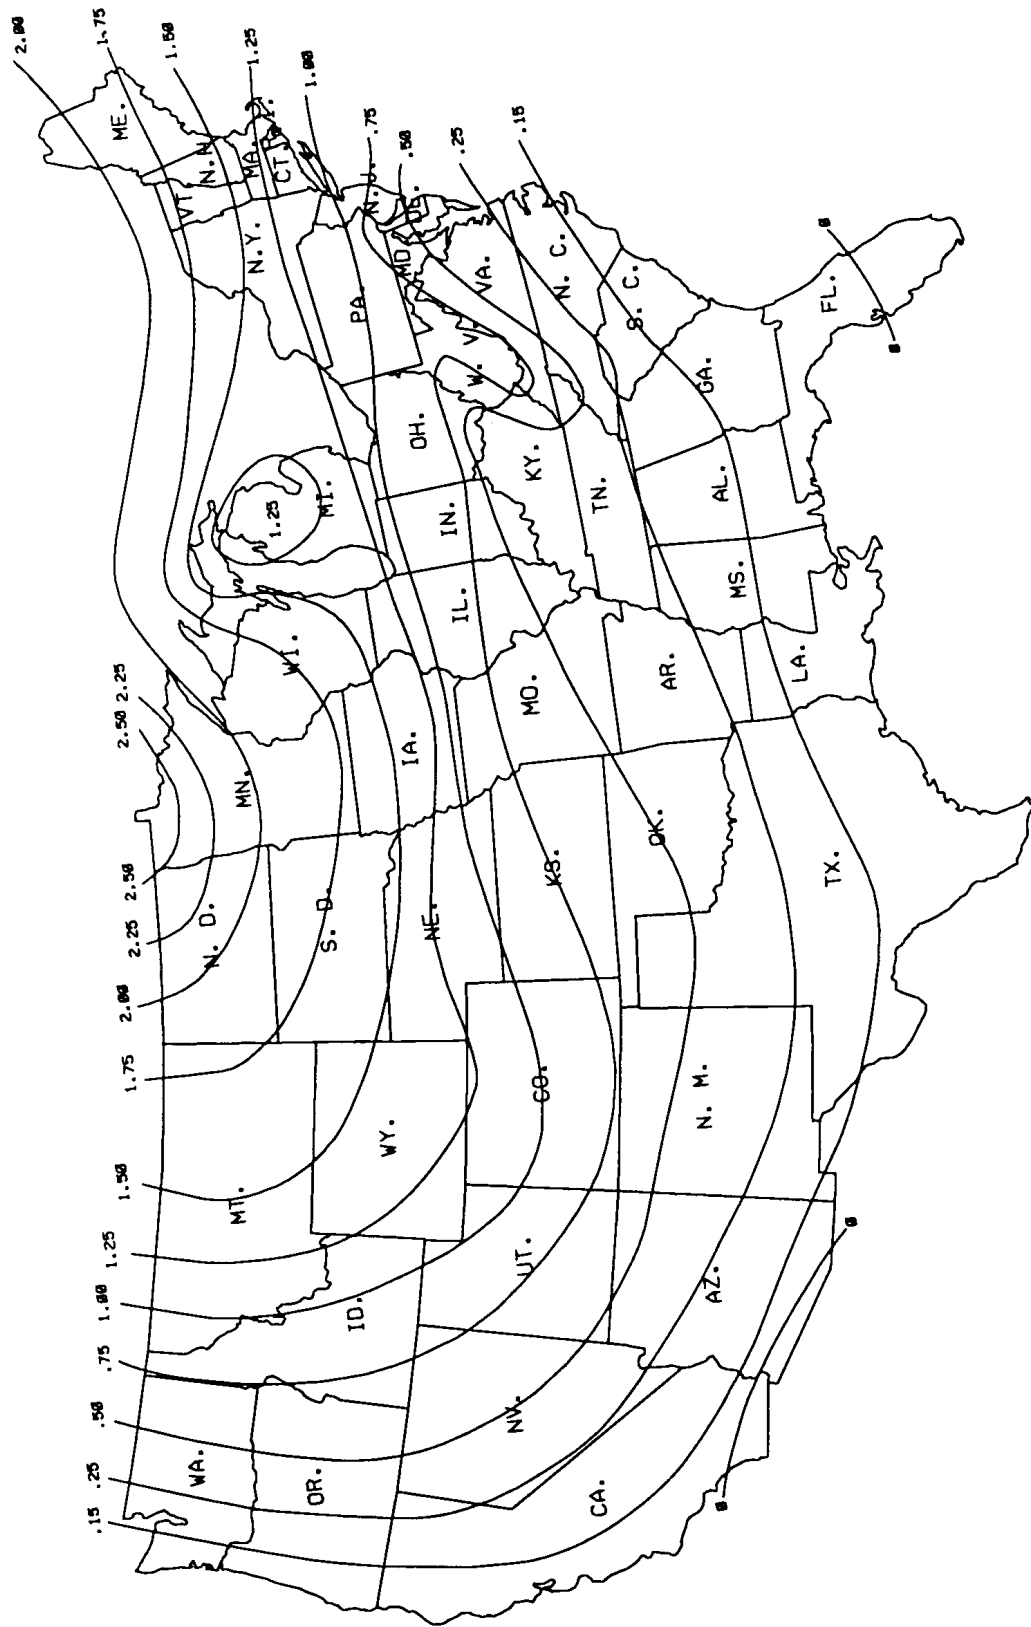 2.00
1.75
1.50
1.25
1.00
.75
.50
.25
.15
ME.
N.H.
VT.
MA.
CT.
N.Y.
N.J.
PA.
MD.
DE.
VA.
W. V.
N. C.
S. C.
GA.
FL.
0
0
OH.
MI.
1.25
IN.
KY.
TN.
AL.
MS.
IL.
WI.
2.25
2.50
MN.
IA.
MO.
AR.
LA.
2.50
2.25
2.00
1.75
1.50
1.25
1.00
.75
.50
.25
.15
N. D.
S. D.
NE.
KS.
OK.
TX.
MT.
WY.
CO.
N. M.
ID.
UT.
AZ.
WA.
OR.
NV.
CA.
0
0